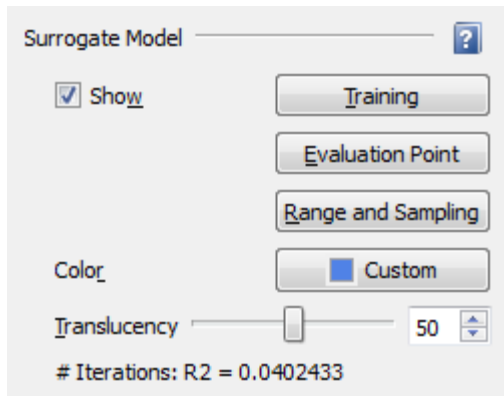 Surrogate Model ?
Show Training
Evaluation Point
Range and Sampling
Color Custom
Translucency 50
# Iterations: R2 = 0.0402433